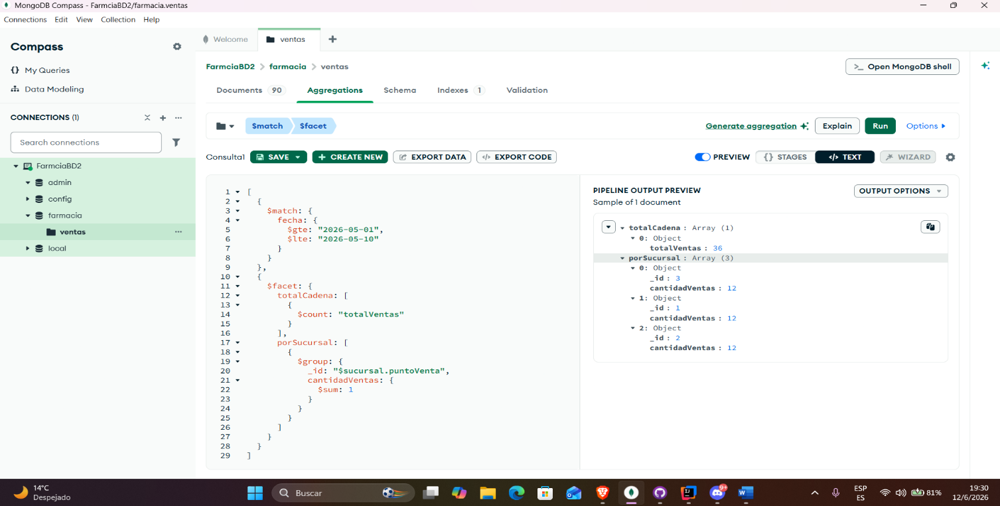 MongoDB Compass - FarmciaBD2/farmacia.ventas
Connections Edit View Collection Help
Compass
My Queries
Data Modeling
CONNECTIONS (1)
Search connections
FarmciaBD2
admin
config
farmacia
ventas
local
Welcome
ventas
FarmciaBD2 > farmacia > ventas
>_ Open MongoDB shell
Documents 90 Aggregations Schema Indexes 1 Validation
$match $facet
Generate aggregation Explain Run Options
Consulta1 SAVE + CREATE NEW EXPORT DATA </> EXPORT CODE
PREVIEW {} STAGES </> TEXT WIZARD
1 [
2 {
3 $match: {
4 fecha: {
5 $gte: "2026-05-01",
6 $lte: "2026-05-10"
7 }
8 }
9 },
10 {
11 $facet: {
12 totalCadena: [
13 {
14 $count: "totalVentas"
15 }
16 ],
17 porSucursal: [
18 {
19 $group: {
20 _id: "$sucursal.puntoVenta",
21 cantidadVentas: {
22 $sum: 1
23 }
24 }
25 }
26 ]
27 }
28 }
29 ]
PIPELINE OUTPUT PREVIEW
Sample of 1 document
OUTPUT OPTIONS
totalCadena : Array (1)
0: Object
totalVentas : 36
porSucursal : Array (3)
0: Object
_id : 3
cantidadVentas : 12
1: Object
_id : 1
cantidadVentas : 12
2: Object
_id : 2
cantidadVentas : 12
14°C
Despejado
Buscar
9+
ESP
ES
81%
19:30
12/6/2026